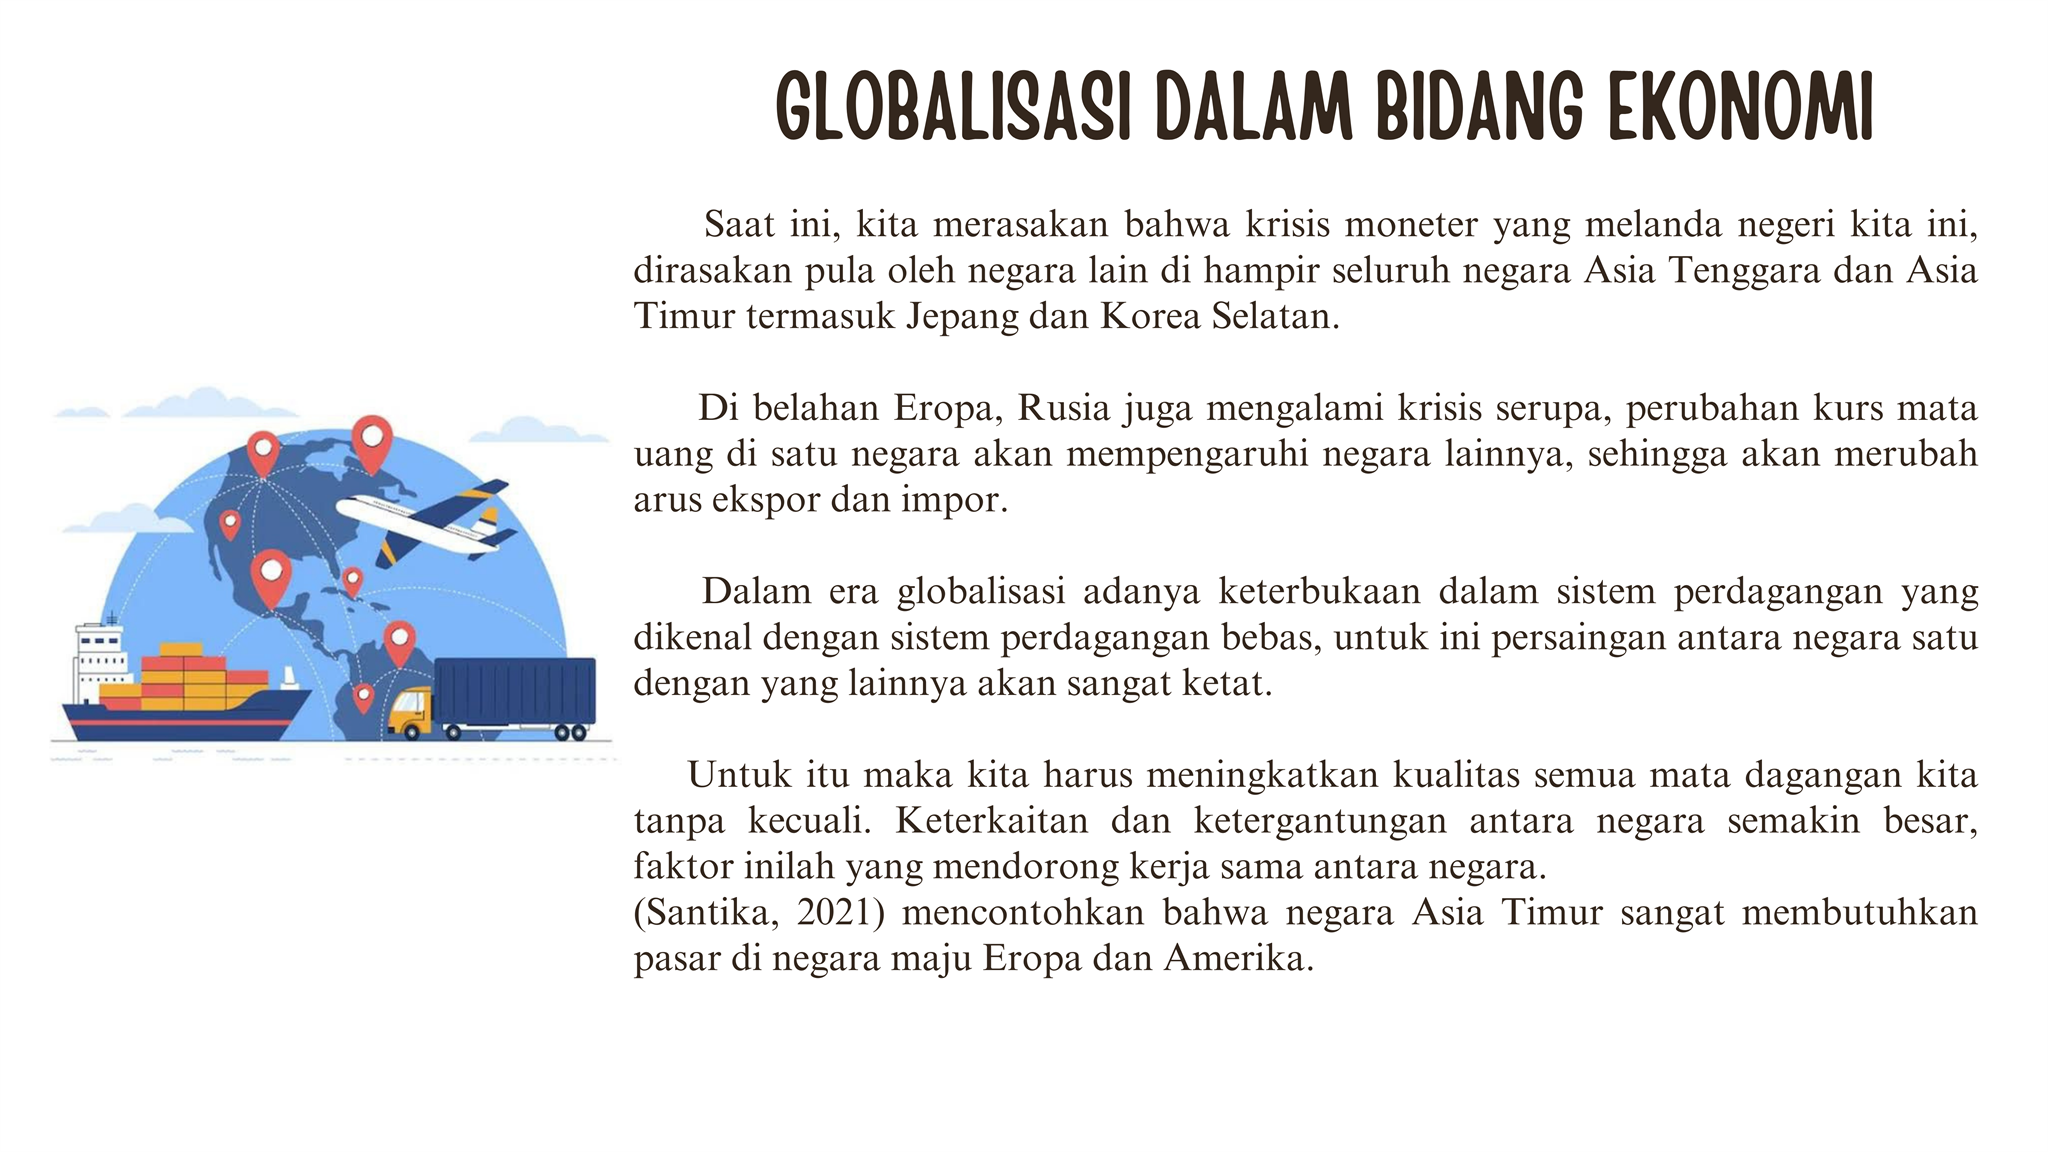 GLOBALISASI DALAM BIDANG EKONOMI
Saat ini, kita merasakan bahwa krisis moneter yang melanda negeri kita ini,
dirasakan pula oleh negara lain di hampir seluruh negara Asia Tenggara dan Asia
Timur termasuk Jepang dan Korea Selatan.
Di belahan Eropa, Rusia juga mengalami krisis serupa, perubahan kurs mata
uang di satu negara akan mempengaruhi negara lainnya, sehingga akan merubah
arus ekspor dan impor.
Dalam era globalisasi adanya keterbukaan dalam sistem perdagangan yang
dikenal dengan sistem perdagangan bebas, untuk ini persaingan antara negara satu
dengan yang lainnya akan sangat ketat.
Untuk itu maka kita harus meningkatkan kualitas semua mata dagangan kita
tanpa kecuali. Keterkaitan dan ketergantungan antara negara semakin besar,
faktor inilah yang mendorong kerja sama antara negara.
(Santika, 2021) mencontohkan bahwa negara Asia Timur sangat membutuhkan
pasar di negara maju Eropa dan Amerika.